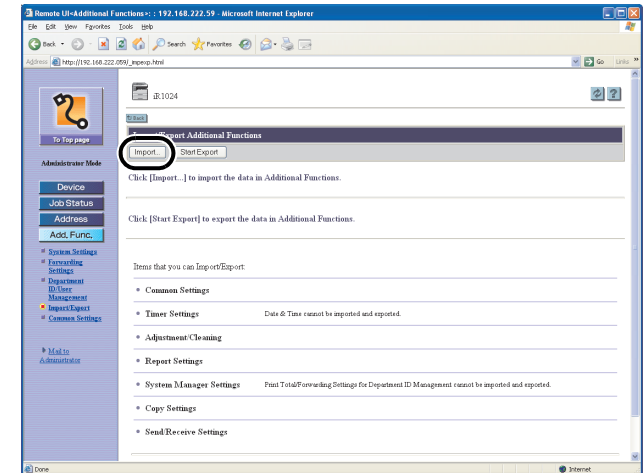 Remote UI<Additional Functions>: : 192.168.222.59 - Microsoft Internet Explorer
File Edit View Favorites Tools Help
Back Search Favorites
Address http://192.168.222.059/_impexp.html Go Links »
iR1024
To Top page
Back
Import/Export Additional Functions
Import... Start Export
Administrator Mode
Click [Import...] to import the data in Additional Functions.
Device
Job Status
Address
Add. Func.
Click [Start Export] to export the data in Additional Functions.
System Settings
Forwarding
Settings
Department
ID/User
Management
Import/Export
Common Settings
Mail to
Administrator
Items that you can Import/Export:
Common Settings
Timer Settings Date & Time cannot be imported and exported.
Adjustment/Cleaning
Report Settings
System Manager Settings Print Total/Forwarding Settings for Department ID Management cannot be imported and exported.
Copy Settings
Send/Receive Settings
Done Internet